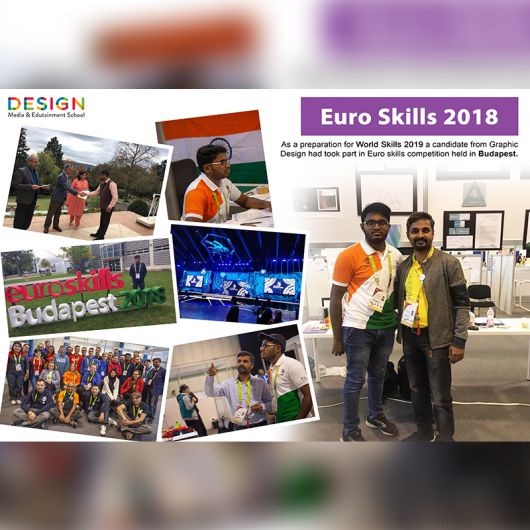 DESIGN
Media & Edutainment School
Euro Skills 2018
As a preparation for World Skills 2019 a candidate from Graphic
Design had took part in Euro skills competition held in Budapest.
euroskills
Budapest 2018